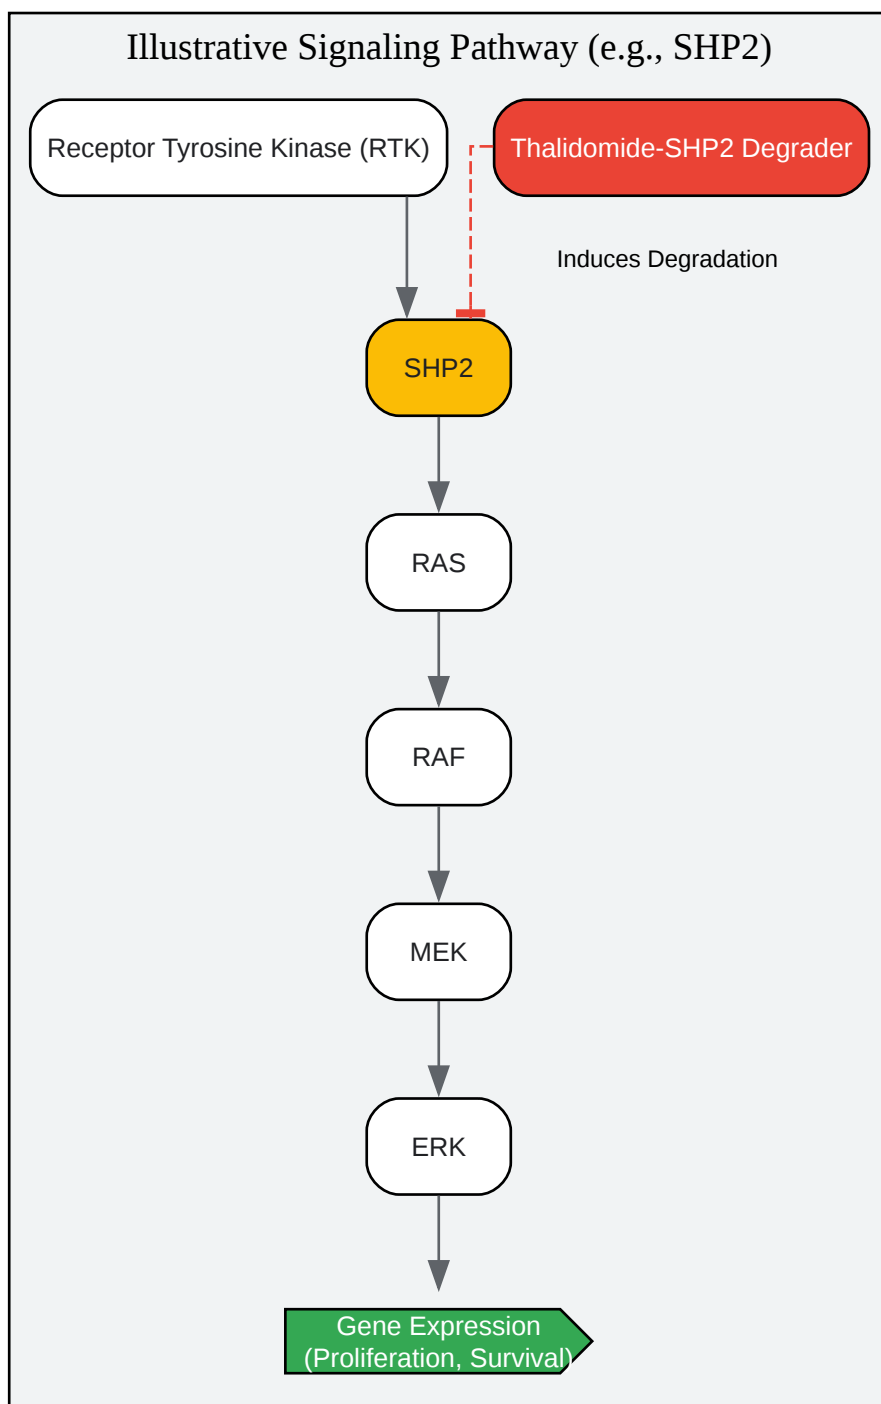 Illustrative Signaling Pathway (e.g., SHP2)
Receptor Tyrosine Kinase (RTK)
Thalidomide-SHP2 Degrader
Induces Degradation
SHP2
RAS
RAF
MEK
ERK
Gene Expression
(Proliferation, Survival)